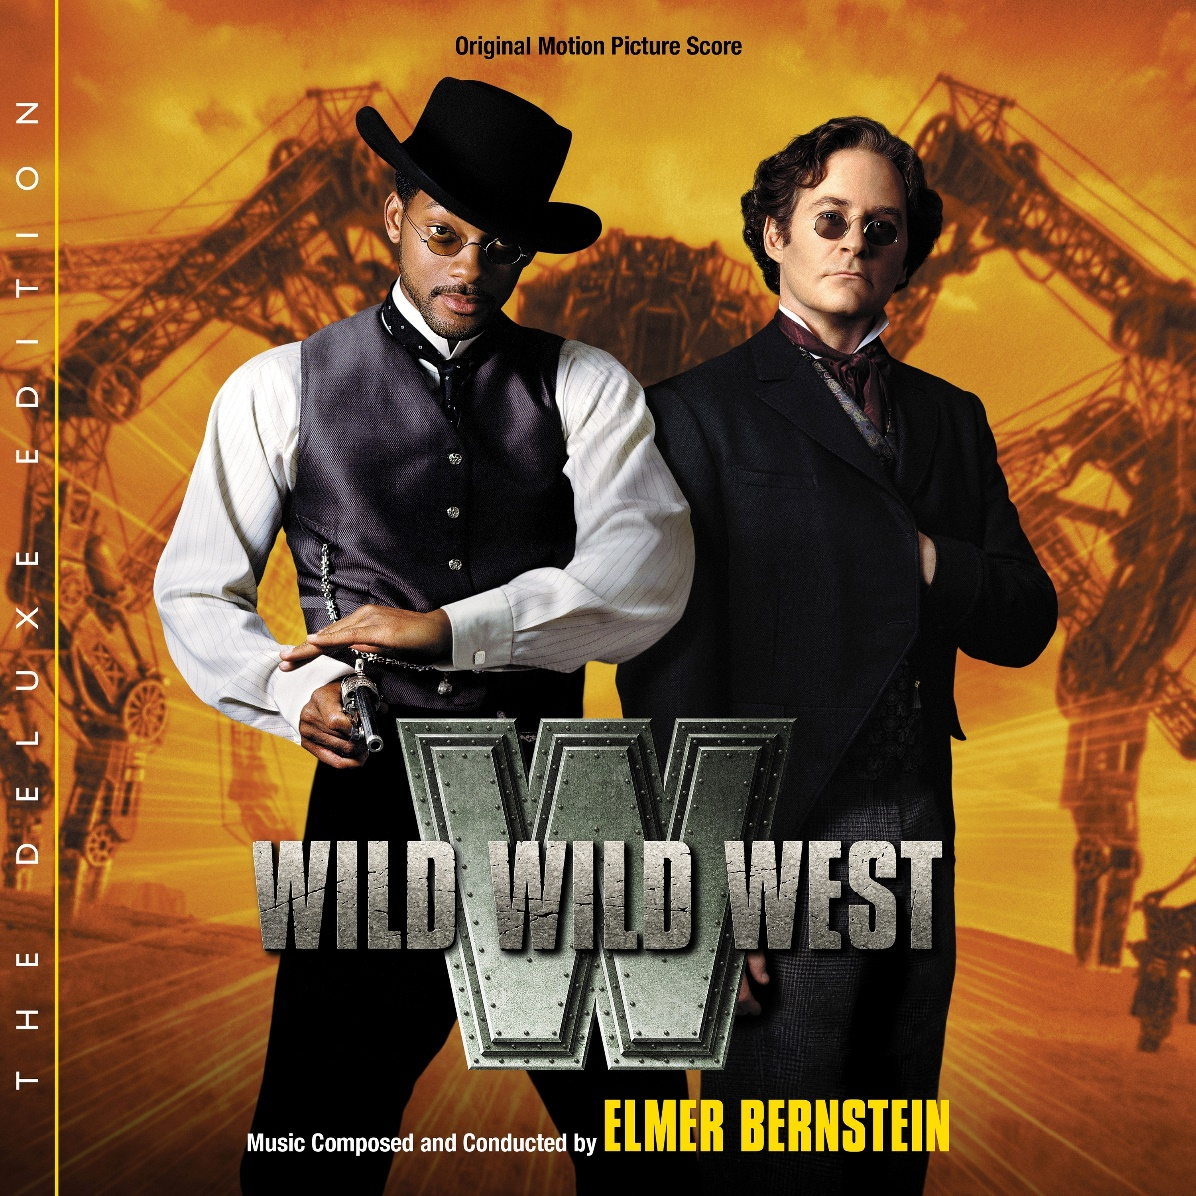 Original Motion Picture Score
THE DELUXE EDITION
W
WILD WILD WEST
Music Composed and Conducted by ELMER BERNSTEIN